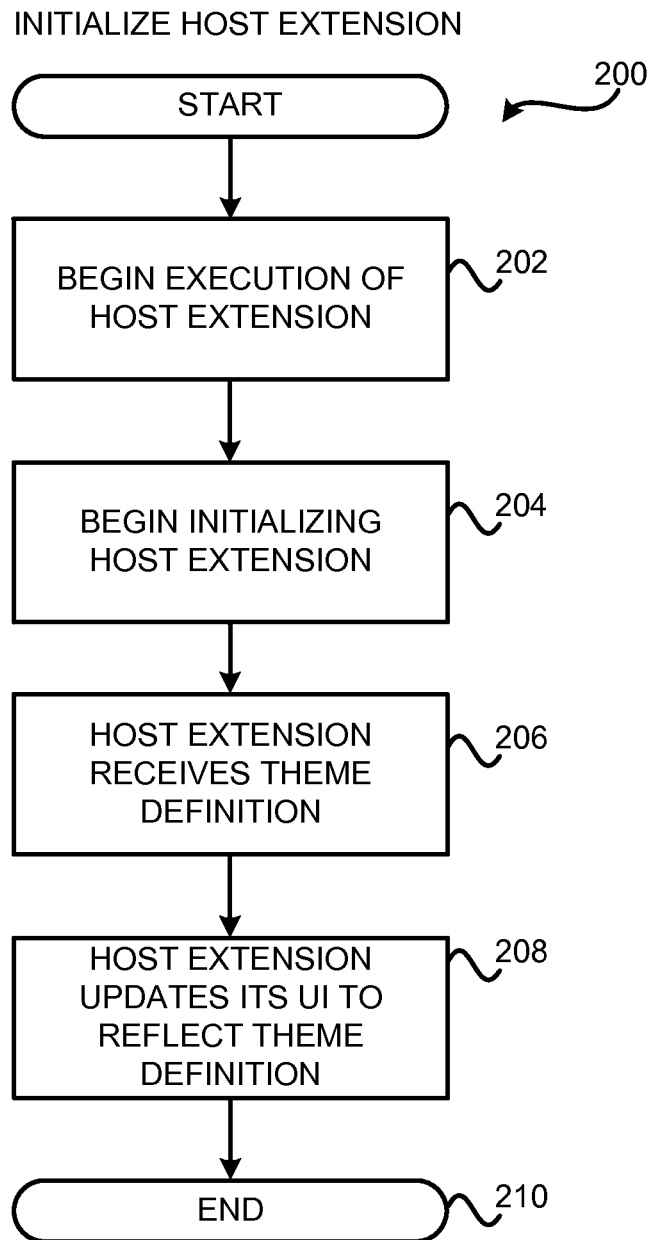 INITIALIZE HOST EXTENSION
START
200
BEGIN EXECUTION OF
HOST EXTENSION
202
BEGIN INITIALIZING
HOST EXTENSION
204
HOST EXTENSION
RECEIVES THEME
DEFINITION
206
HOST EXTENSION
UPDATES ITS UI TO
REFLECT THEME
DEFINITION
208
END
210